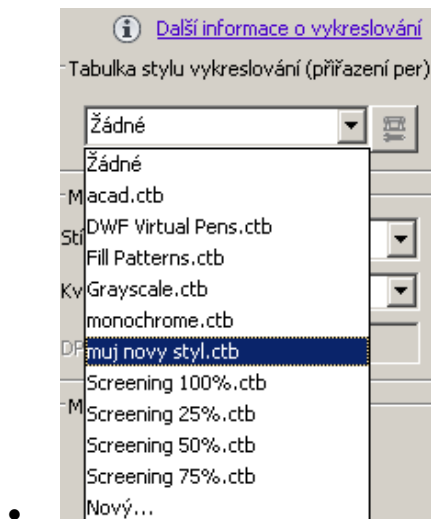 Další informace o vykreslování
Tabulka stylu vykreslování (přiřazení per)
Žádné
Žádné
acad.ctb
DWF Virtual Pens.ctb
Fill Patterns.ctb
Grayscale.ctb
monochrome.ctb
muj novy styl.ctb
Screening 100%.ctb
Screening 25%.ctb
Screening 50%.ctb
Screening 75%.ctb
Nový...